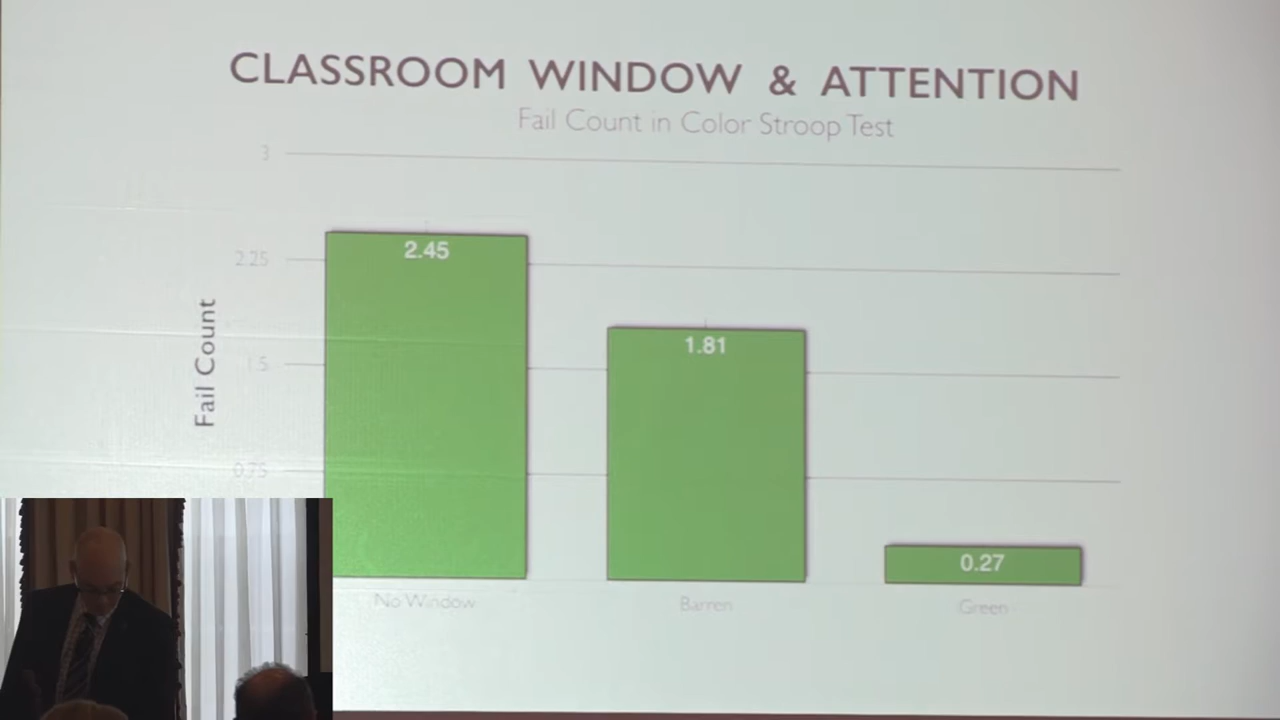 CLASSROOM WINDOW & ATTENTION
Fail Count in Color Stroop Test
3
2.25
1.5
0.75
Fail Count
2.45
1.81
0.27
No Window
Barren
Green